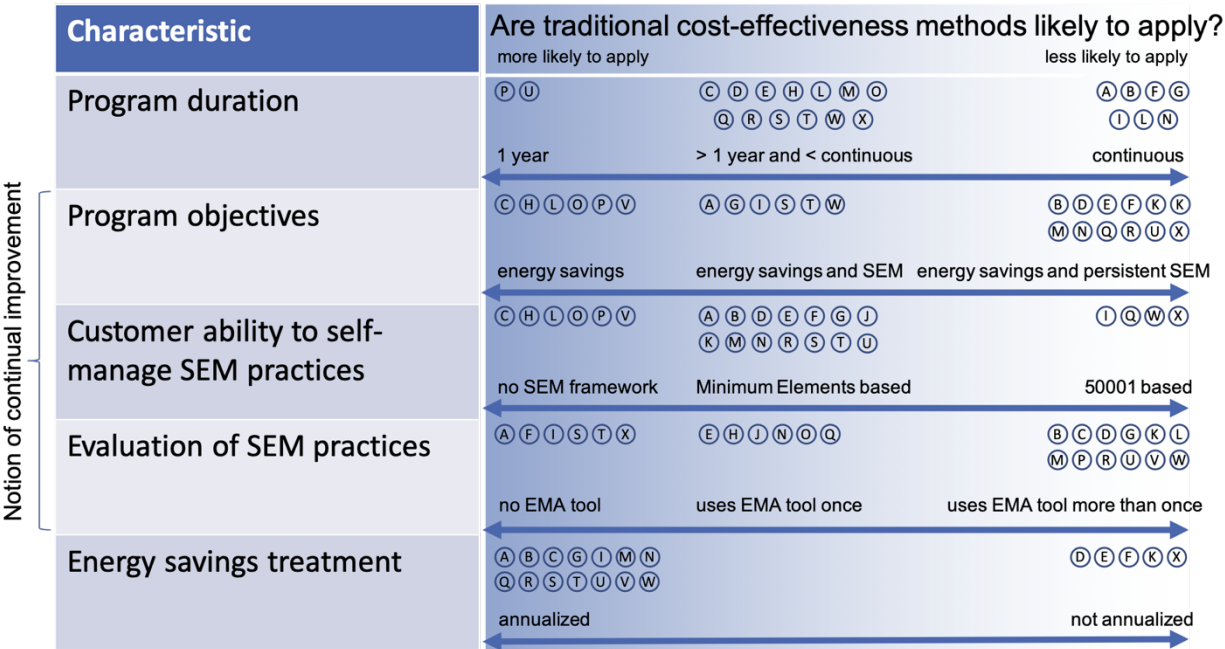 Characteristic
Are traditional cost-effectiveness methods likely to apply?
more likely to apply
less likely to apply
Program duration
P U
C D E H L M O
A B F G
Q R S T W X
I L N
1 year
> 1 year and < continuous
continuous
Notion of continual improvement
Program objectives
C H L O P V
A G I S T W
B D E F K K
M N Q R U X
energy savings
energy savings and SEM
energy savings and persistent SEM
Customer ability to self-
manage SEM practices
C H L O P V
A B D E F G J
I Q W X
K M N R S T U
no SEM framework
Minimum Elements based
50001 based
Evaluation of SEM practices
A F I S T X
E H J N O Q
B C D G K L
M P R U V W
no EMA tool
uses EMA tool once
uses EMA tool more than once
Energy savings treatment
A B C G I M N
D E F K X
Q R S T U V W
annualized
not annualized